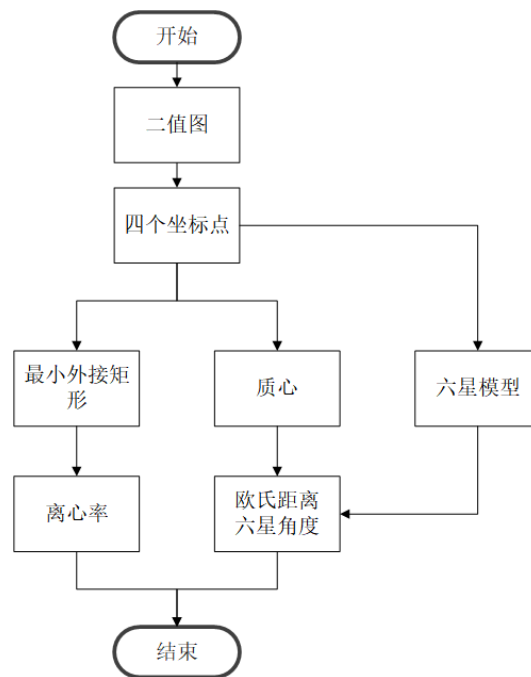 开始
二值图
四个坐标点
最小外接矩
形
质心
六星模型
离心率
欧氏距离
六星角度
结束